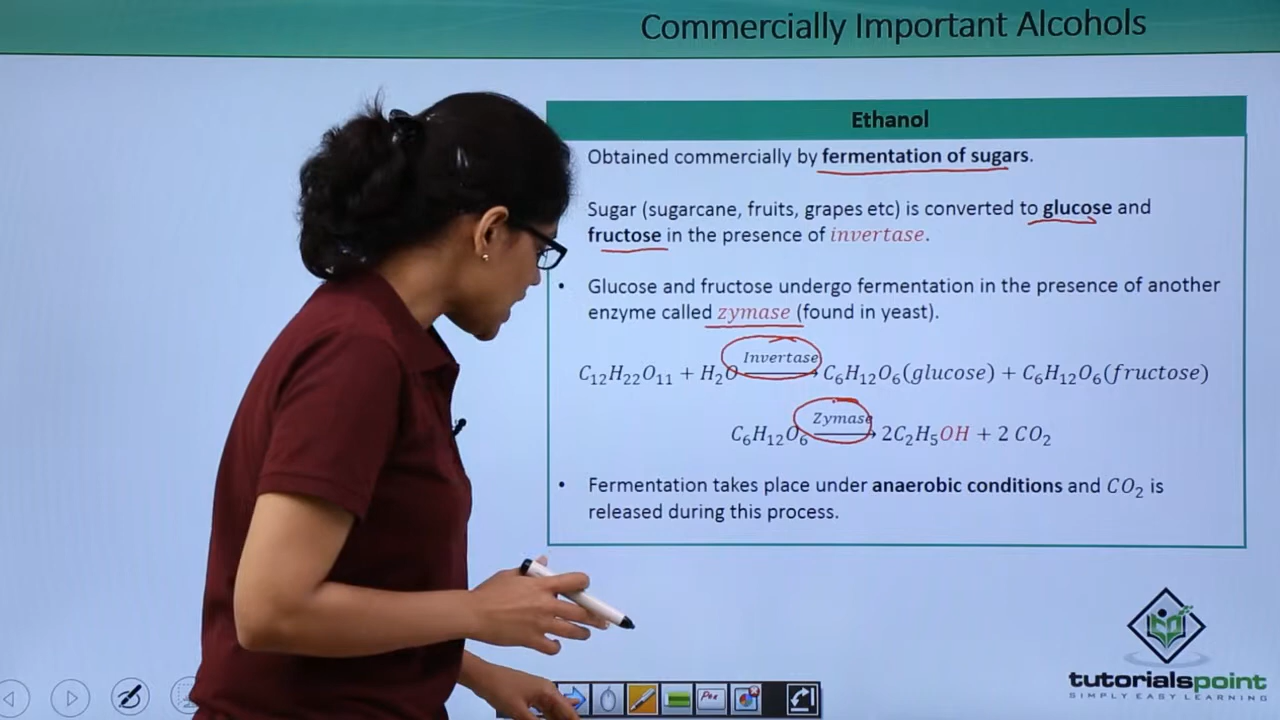 Commercially Important Alcohols
Ethanol
Obtained commercially by fermentation of sugars.
Sugar (sugarcane, fruits, grapes etc) is converted to glucose and
fructose in the presence of invertase.
• Glucose and fructose undergo fermentation in the presence of another
enzyme called zymase (found in yeast).
C₁₂H₂₂O₁₁ + H₂O Invertase→ C₆H₁₂O₆(glucose) + C₆H₁₂O₆(fructose)
C₆H₁₂O₆ Zymase→ 2C₂H₅OH + 2 CO₂
• Fermentation takes place under anaerobic conditions and CO₂ is
released during this process.
tutorialspoint
SIMPLY EASY LEARNING
Pen